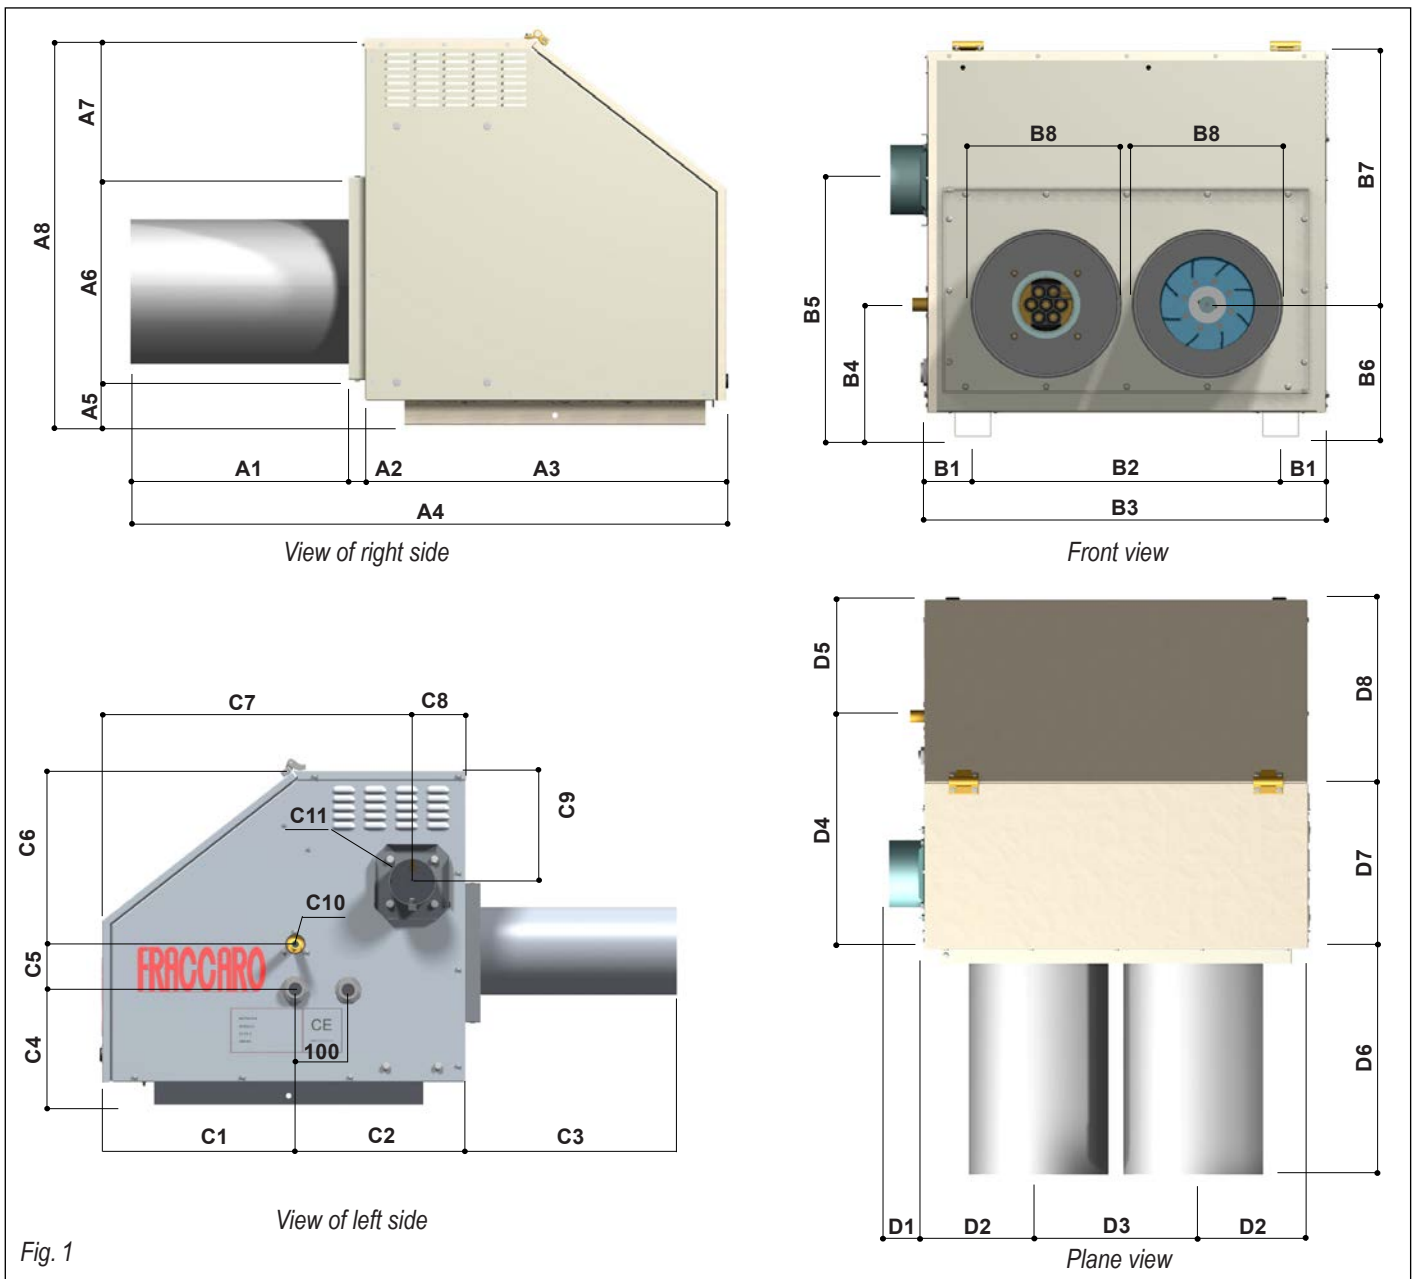 A7
A8
A6
A5
A1
A2
A3
A4
View of right side
B8
B8
B7
B5
B4
B6
B1
B2
B1
B3
Front view
C7
C8
C9
C11
C6
C10
C5
FRACCARO
CE
C4
100
C1
C2
C3
View of left side
Fig. 1
D5
D8
D4
D7
D6
D1
D2
D3
D2
Plane view